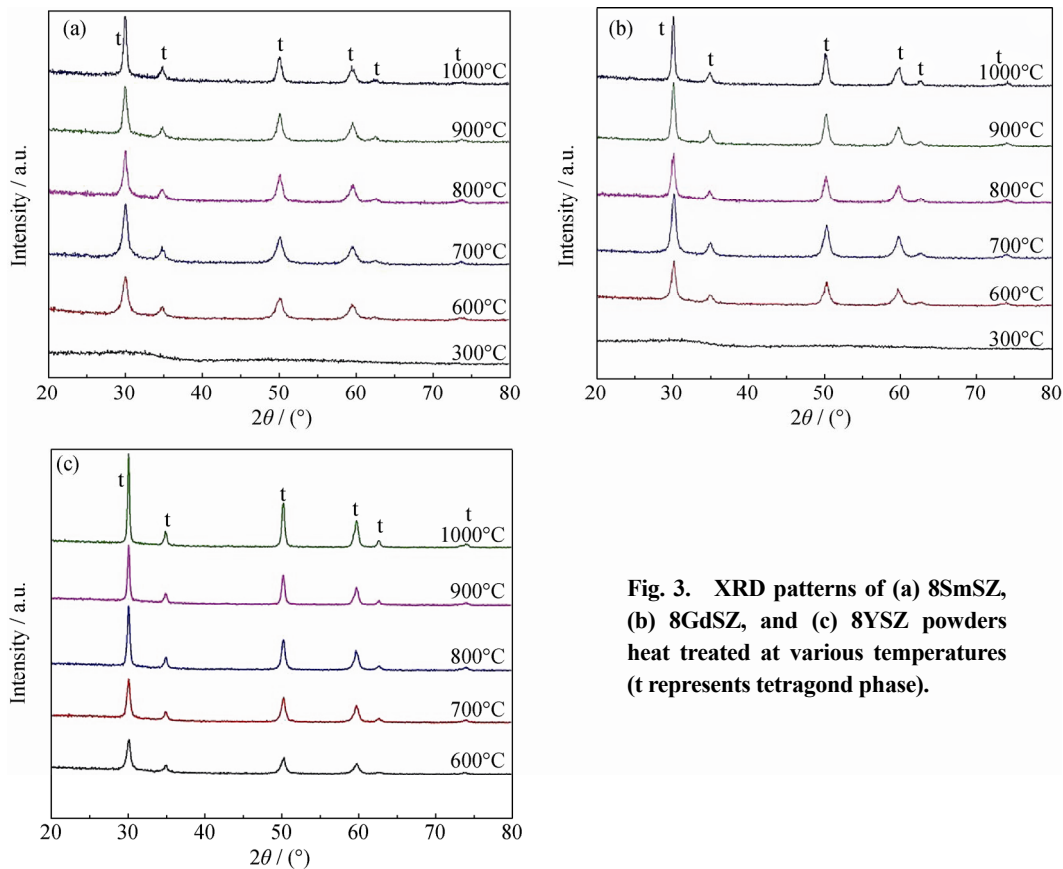 (a)
t
t
t
t
t
t
1000°C
900°C
800°C
700°C
600°C
300°C
Intensity / a.u.
20 30 40 50 60 70 80
2θ / (°)
(b)
t
t
t
t
t
t
1000°C
900°C
800°C
700°C
600°C
300°C
Intensity / a.u.
20 30 40 50 60 70 80
2θ / (°)
(c)
t
t
t
t
t
t
1000°C
900°C
800°C
700°C
600°C
Intensity / a.u.
20 30 40 50 60 70 80
2θ / (°)
Fig. 3. XRD patterns of (a) 8SmSZ,
(b) 8GdSZ, and (c) 8YSZ powders
heat treated at various temperatures
(t represents tetragond phase).